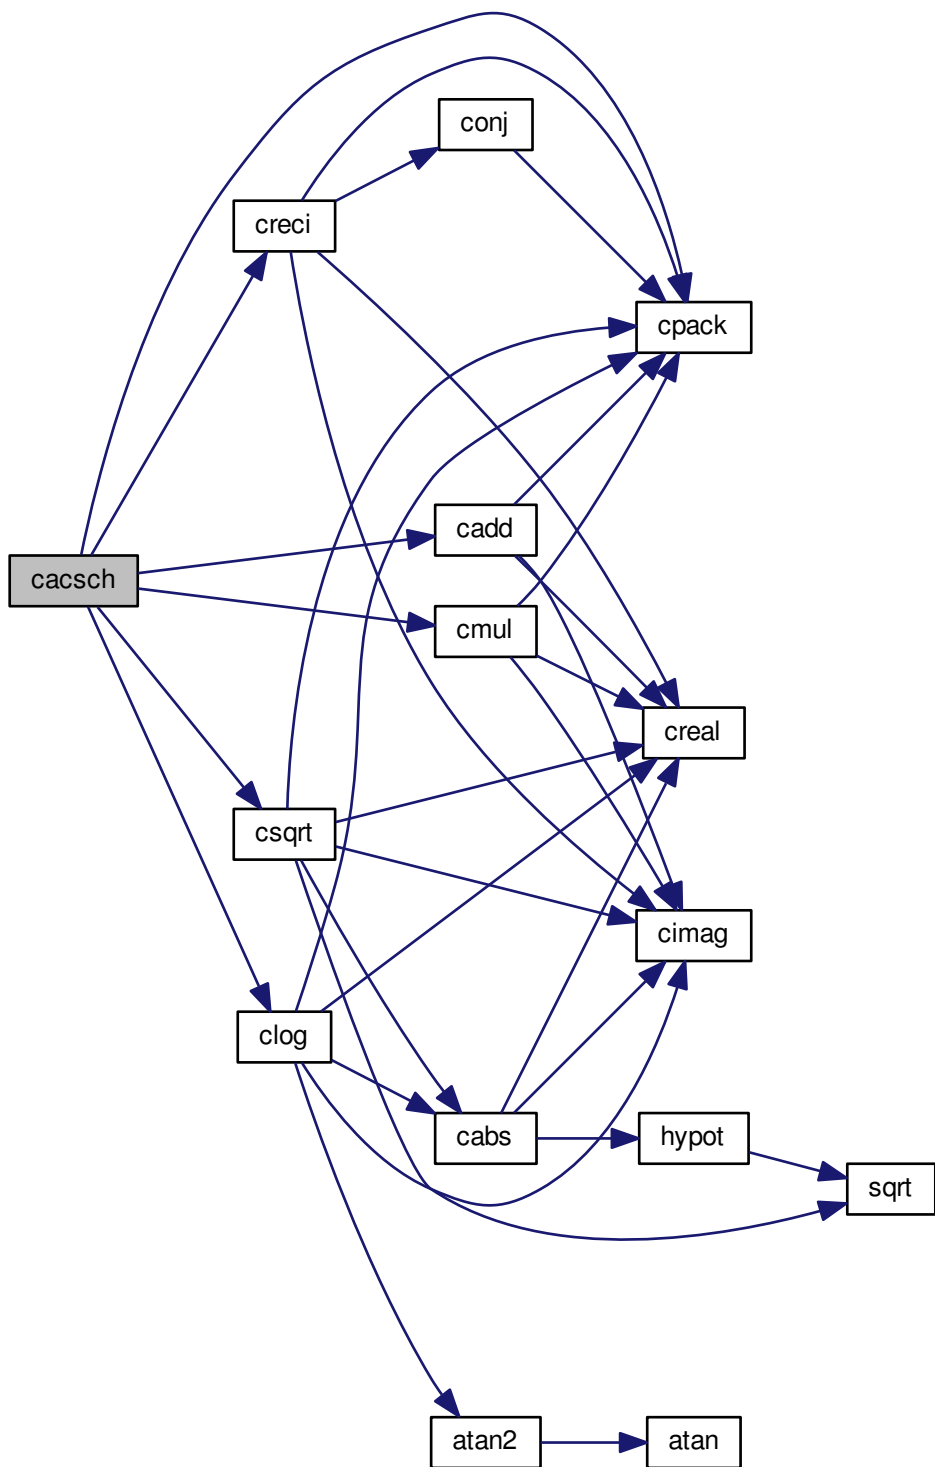 conj
creci
cpack
cadd
cacsch
cmul
creal
csqrt
cimag
clog
cabs
hypot
sqrt
atan2
atan